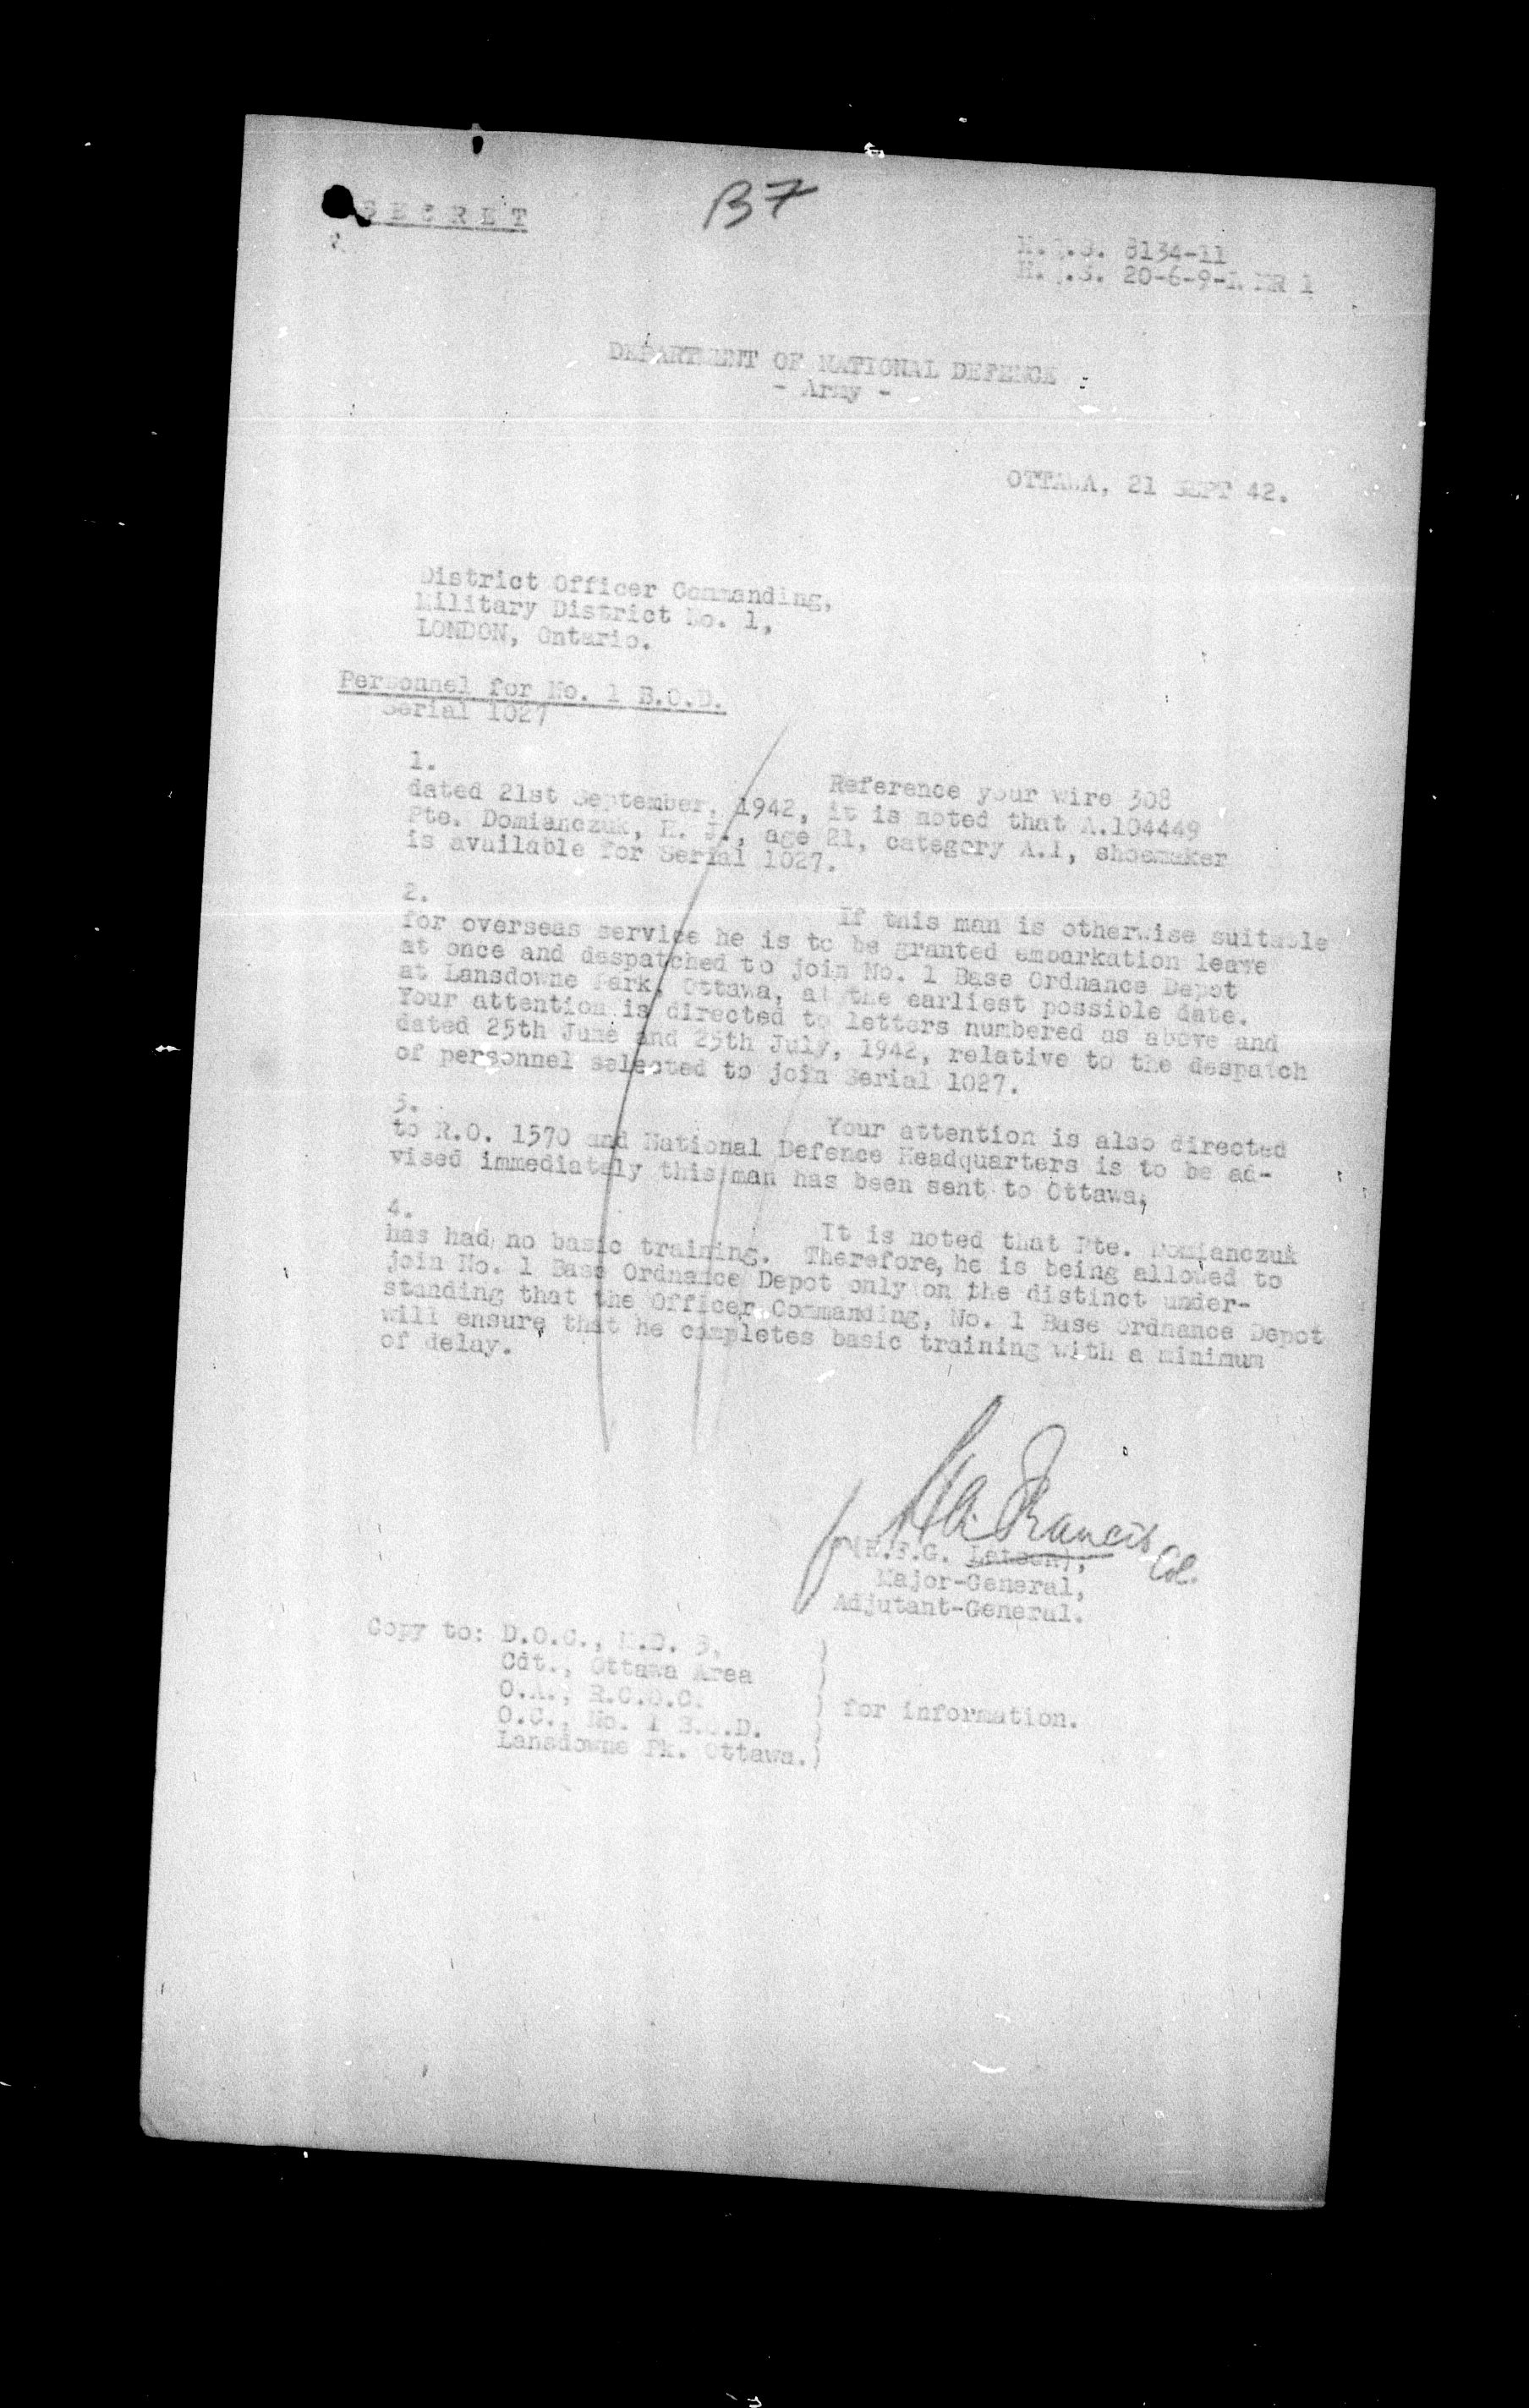 SECRET
B7
H.Q.S. 8134-11
H.Q.S. 20-6-9-1 MR 1
DEPARTMENT OF NATIONAL DEFENCE
- Army -
OTTAWA, 21 SEPT 42.
District Officer Commanding,
Military District No. 1,
LONDON, Ontario.
Personnel for No. 1 B.O.D.
Serial 1027
1. Reference your wire 308
dated 21st September, 1942, it is noted that A.104449
Pte. Domianczuk, H. , age 21, category A.1, shoemaker
is available for Serial 1027.
2. If this man is otherwise suitable
for overseas service he is to be granted embarkation leave
at once and despatched to join No. 1 Base Ordnance Depot
at Lansdowne Park, Ottawa, at the earliest possible date.
Your attention is directed to letters numbered as above and
dated 25th June and 25th July, 1942, relative to the despatch
of personnel selected to join Serial 1027.
3. Your attention is also directed
to R.O. 1570 and National Defence Headquarters is to be ad-
vised immediately this man has been sent to Ottawa.
4. It is noted that Pte. Domianczuk
has had no basic training. Therefore, he is being allowed to
join No. 1 Base Ordnance Depot only on the distinct under-
standing that the Officer Commanding, No. 1 Base Ordnance Depot
will ensure that he completes basic training with a minimum
of delay.
Francis Col.
for (H.F.G. Letson),
Major-General,
Adjutant-General.
Copy to: D.O.C., M.D. 3, )
Cdt., Ottawa Area )
O.A., R.C.O.C. ) for information.
O.C., No. 1 B.O.D. )
Lansdowne Pk. Ottawa.)